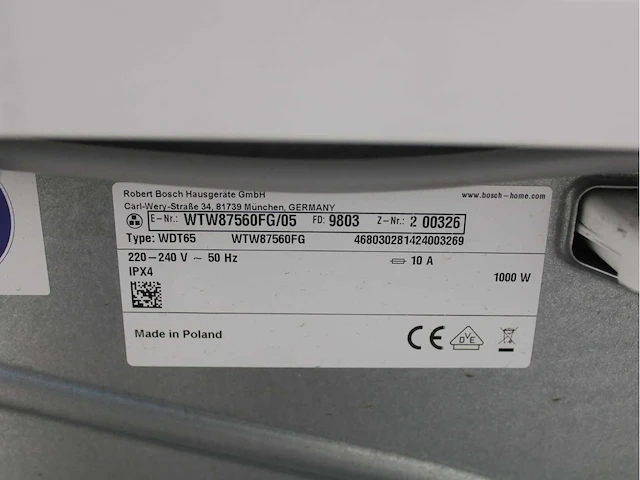 Robert Bosch Hausgeräte GmbH
Carl-Wery-Straße 34, 81739 München, GERMANY
www.bosch-home.com
E-Nr.: WTW87560FG/05 FD: 9803 Z-Nr.: 2 00326
Type: WDT65 WTW87560FG 468030281424003269
220-240 V ~ 50 Hz 10 A
IPX4 1000 W
Made in Poland CE DVE